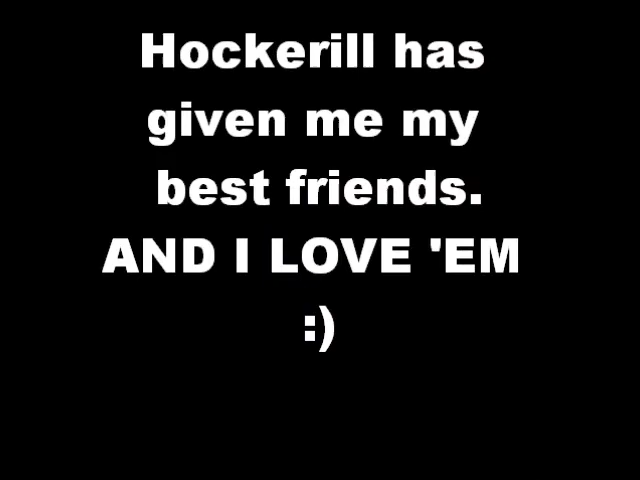 Hockerill has
given me my
best friends.
AND I LOVE 'EM
:)